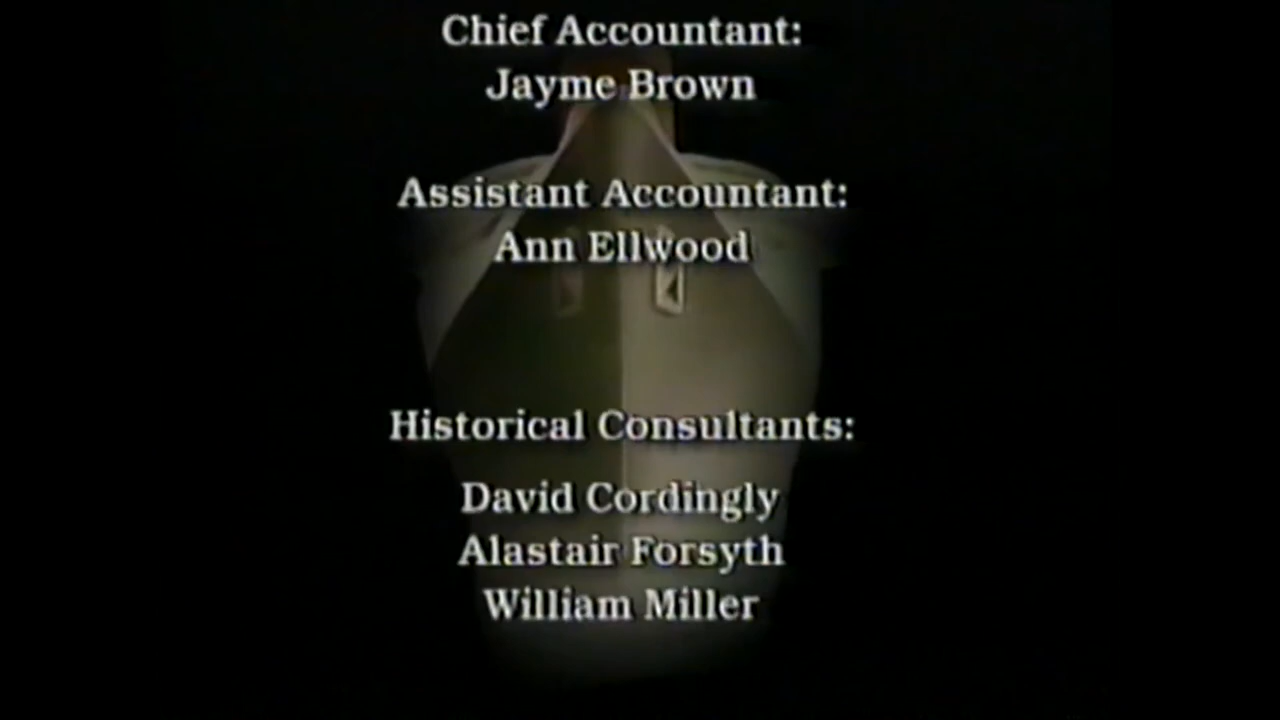 Chief Accountant:
Jayme Brown
Assistant Accountant:
Ann Ellwood
Historical Consultants:
David Cordingly
Alastair Forsyth
William Miller